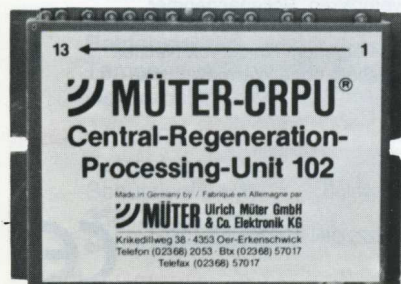 13 1
MÜTER-CRPU®
Central-Regeneration-
Processing-Unit 102
Made in Germany by / Fabriqué en Allemagne par
MÜTER Ulrich Müter GmbH
& Co. Elektronik KG
Krikedillweg 38 · 4353 Oer-Erkenschwick
Telefon (02368) 2053 · Btx (02368) 57017
Telefax (02368) 57017